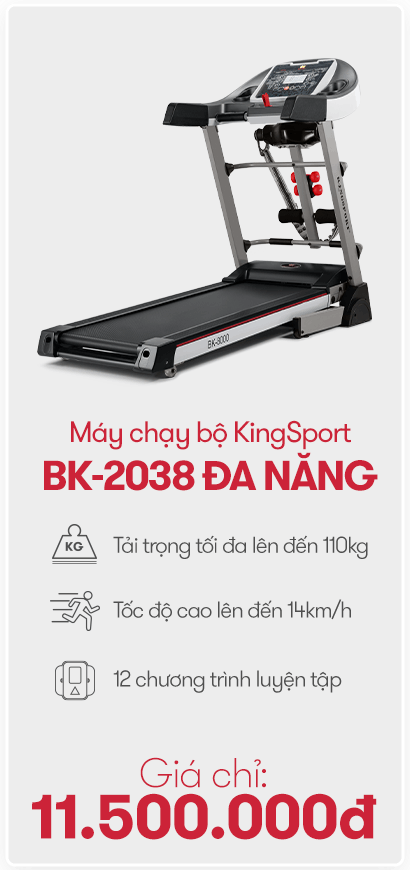 KINGSPORT
BK-3000
Máy chạy bộ KingSport
BK-2038 ĐA NĂNG
KG
Tải trọng tối đa lên đến 110kg
Tốc độ cao lên đến 14km/h
12 chương trình luyện tập
Giá chỉ:
11.500.000đ